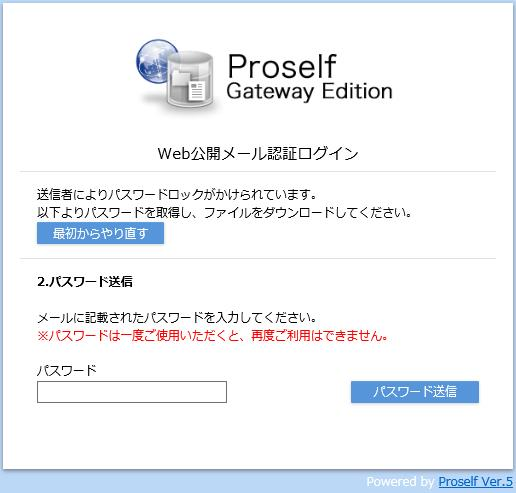 Proself
Gateway Edition
Web公開メール認証ログイン
送信者によりパスワードロックがかけられています。
以下よりパスワードを取得し、ファイルをダウンロードしてください。
最初からやり直す
2.パスワード送信
メールに記載されたパスワードを入力してください。
※パスワードは一度ご使用いただくと、再度ご利用はできません。
パスワード
パスワード送信
Powered by Proself Ver.5